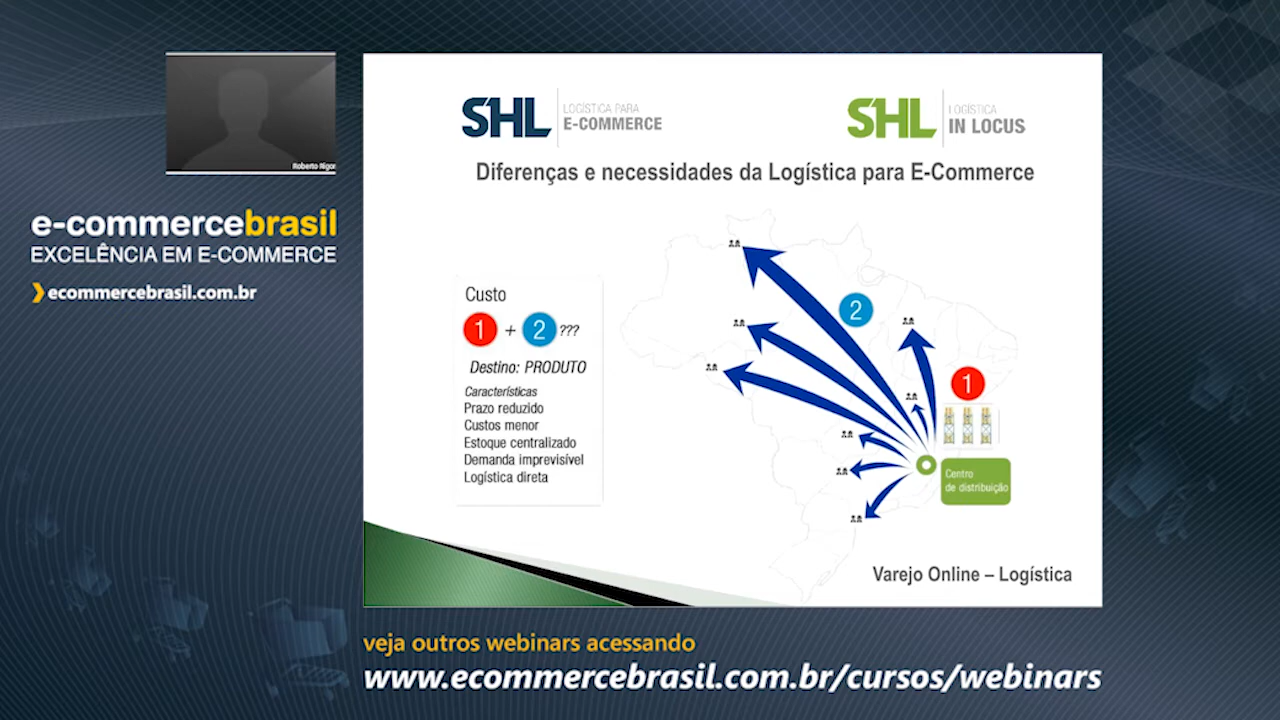 Roberto Rigor
e-commercebrasil
EXCELÊNCIA EM E-COMMERCE
ecommercebrasil.com.br
SHL LOGÍSTICA PARA E-COMMERCE
SHL LOGÍSTICA IN LOCUS
Diferenças e necessidades da Logística para E-Commerce
Custo
1 + 2 ???
Destino: PRODUTO
Características
Prazo reduzido
Custos menor
Estoque centralizado
Demanda imprevisível
Logística direta
2
1
Centro
de distribuição
Varejo Online – Logística
veja outros webinars acessando
www.ecommercebrasil.com.br/cursos/webinars